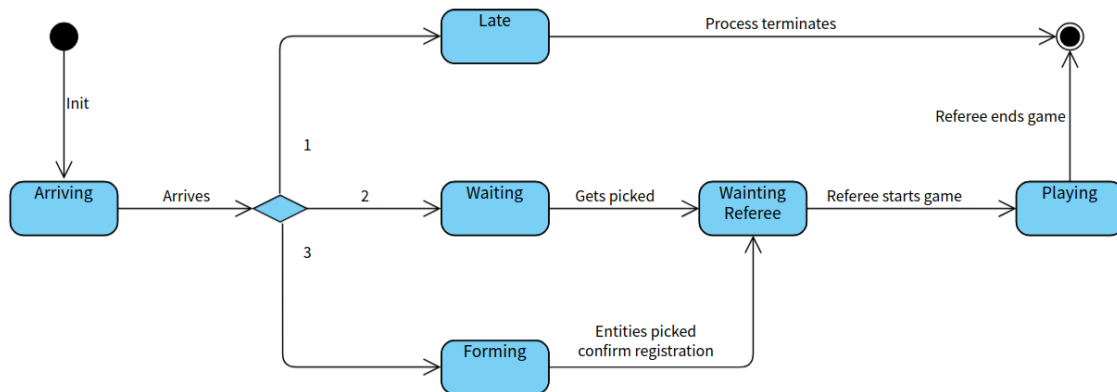 Late
Process terminates
Init
Referee ends game
1
Arriving
Arrives
2
Waiting
Gets picked
Wainting
Referee
Referee starts game
Playing
3
Entities picked
confirm registration
Forming